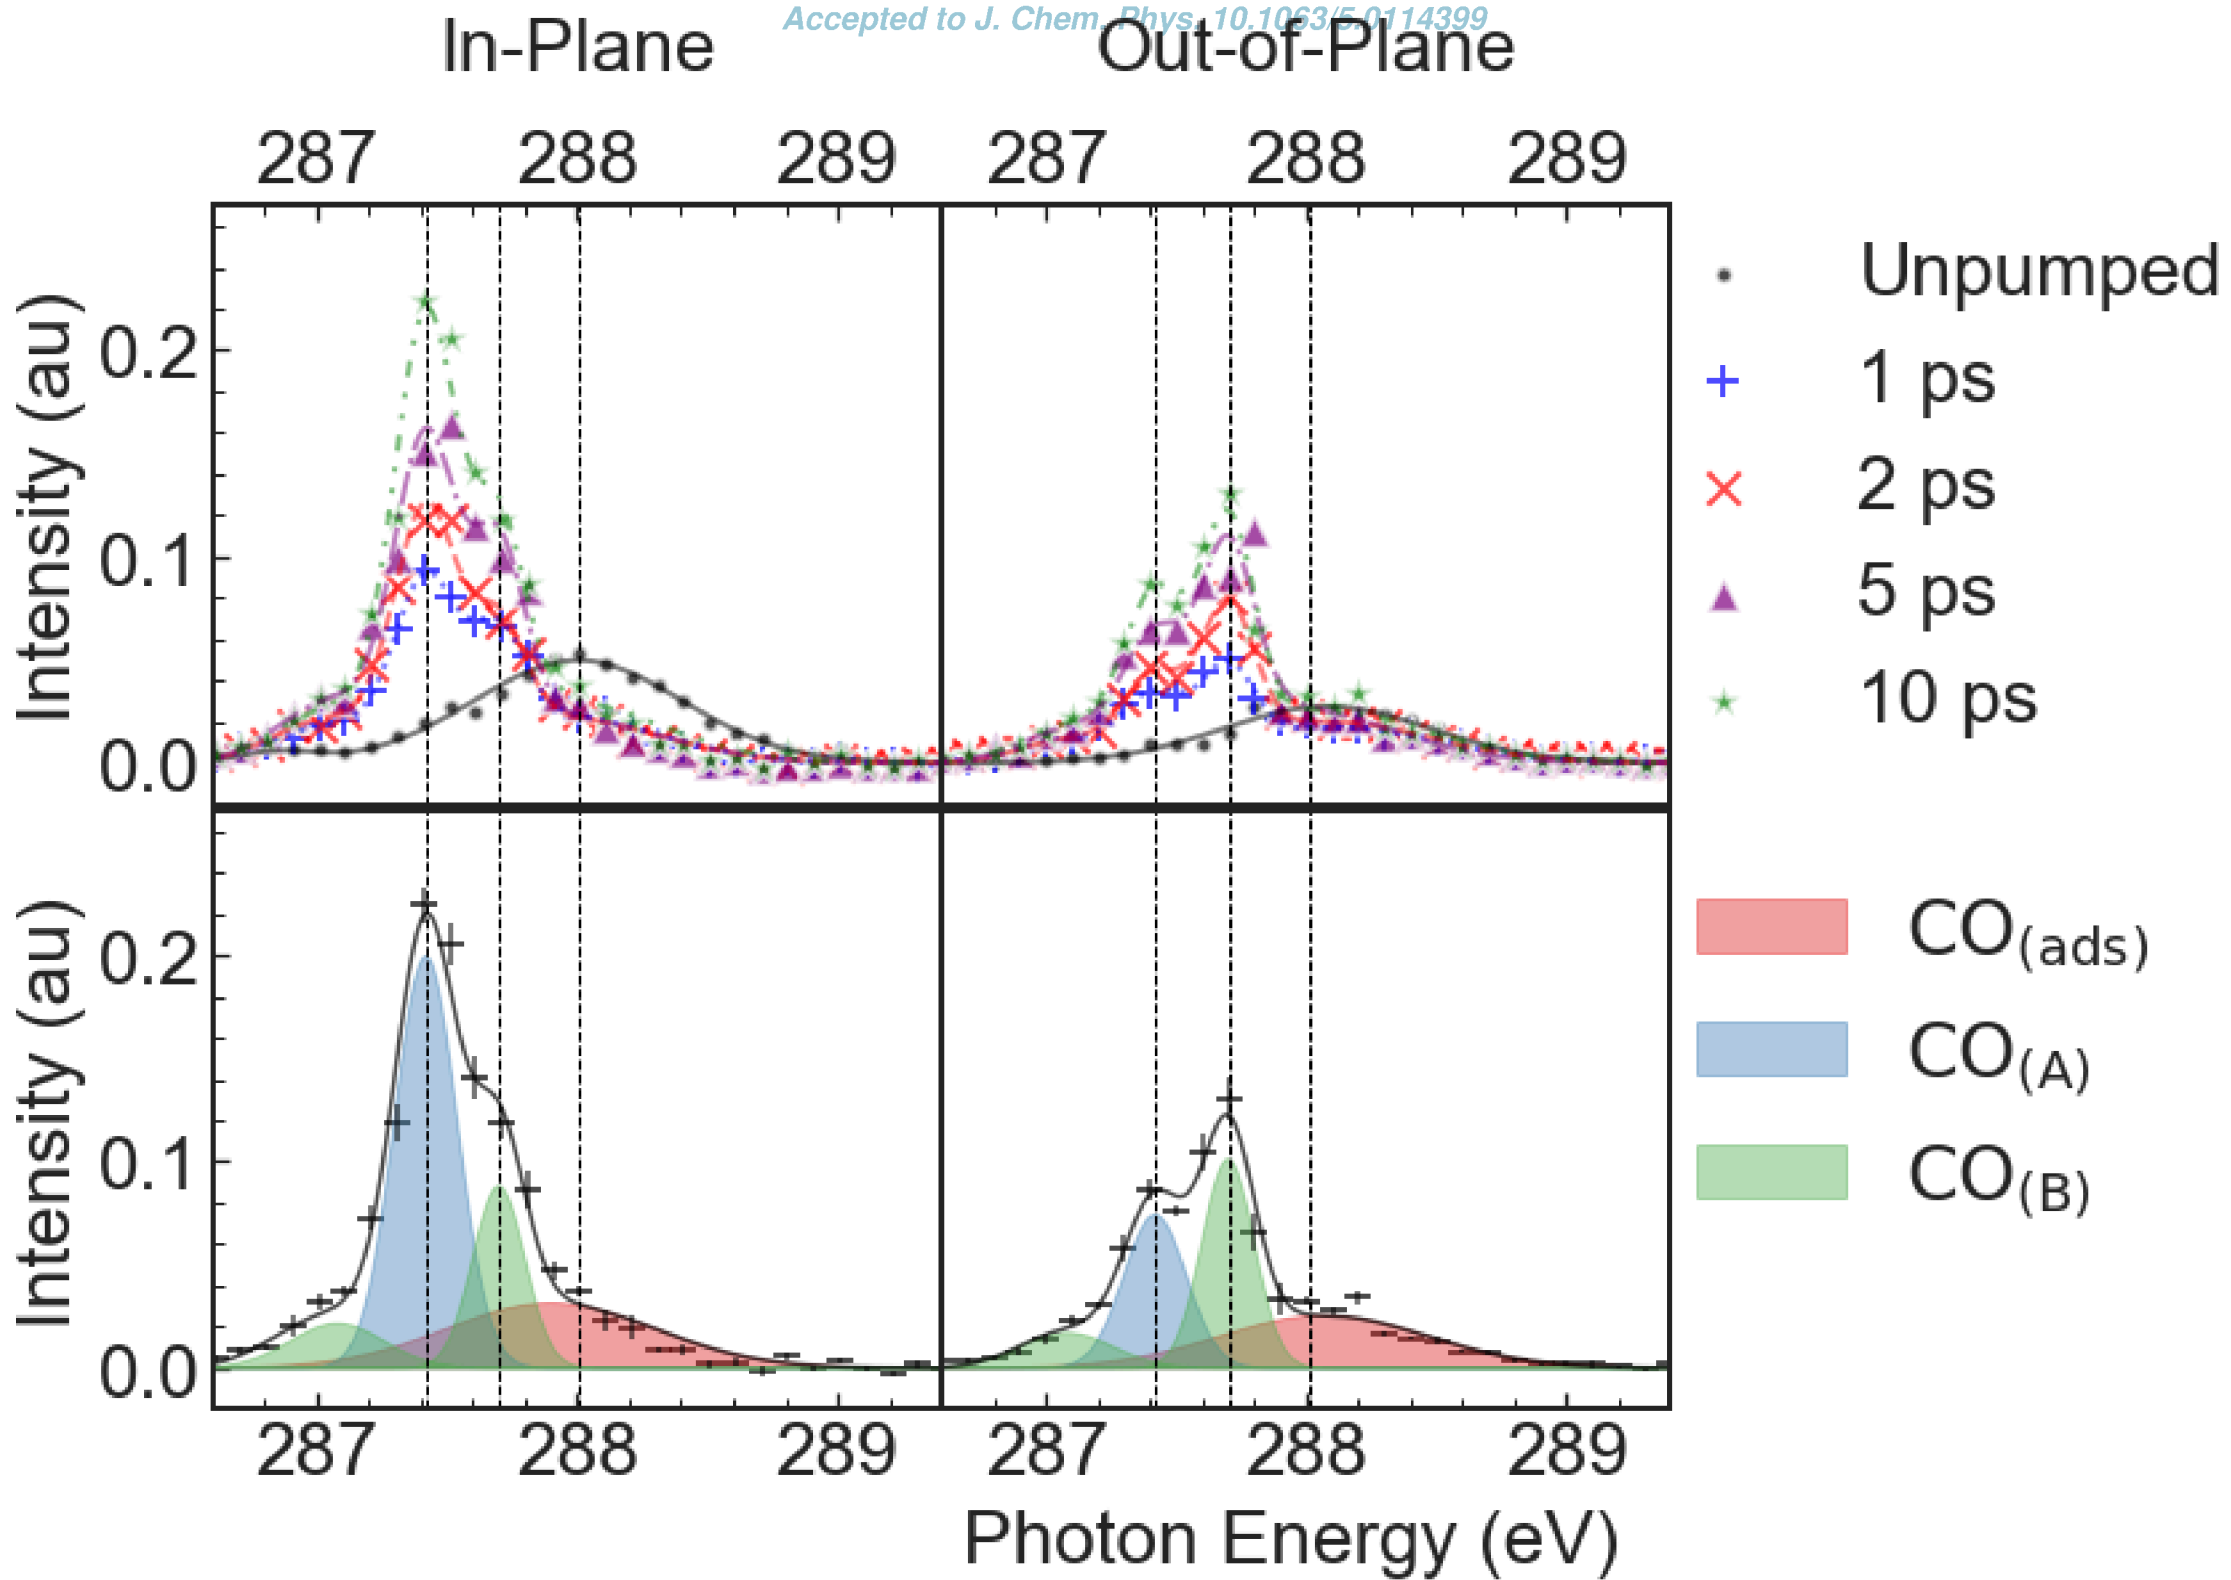 Accepted to J. Chem. Phys. 10.1063/5.0114399
In-Plane Out-of-Plane
287 288 289 287 288 289
Intensity (au)
0.2
0.1
0.0
Unpumped
1 ps
2 ps
5 ps
10 ps
Intensity (au)
0.2
0.1
0.0
CO(ads)
CO(A)
CO(B)
287 288 289 287 288 289
Photon Energy (eV)